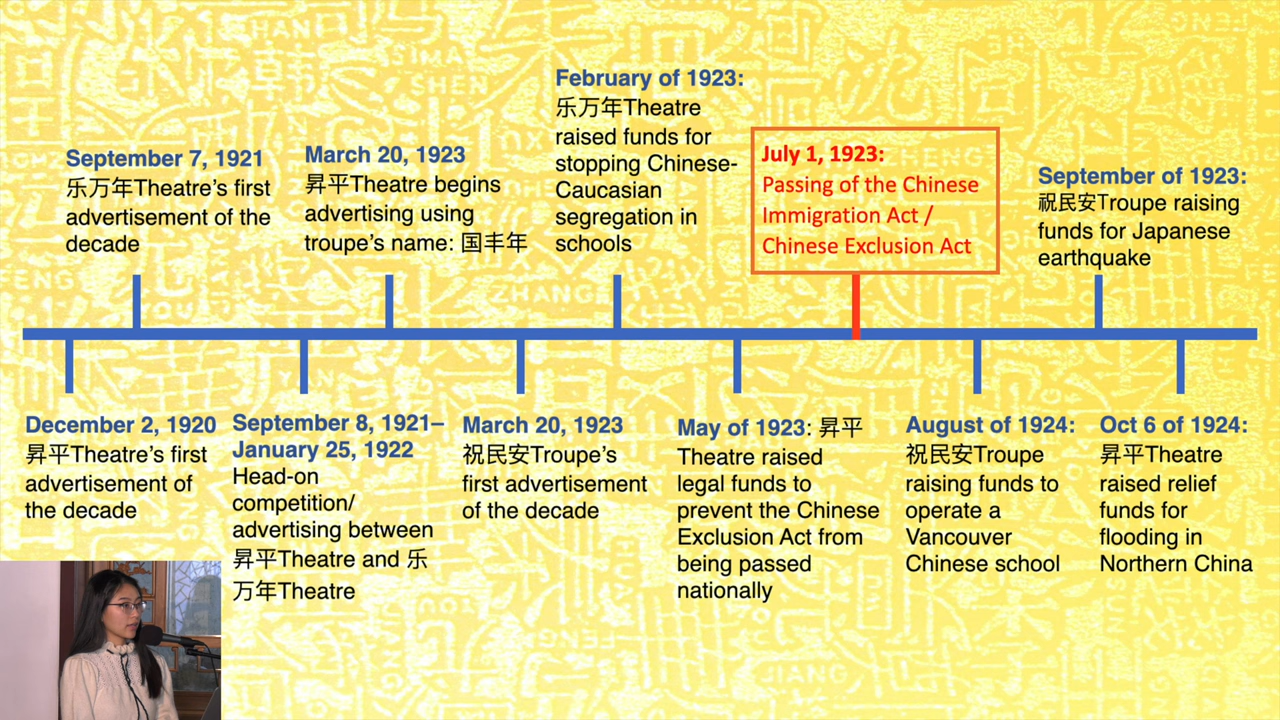 September 7, 1921
乐万年Theatre's first
advertisement of the
decade
March 20, 1923
昇平Theatre begins
advertising using
troupe's name: 国丰年
February of 1923:
乐万年Theatre
raised funds for
stopping Chinese-
Caucasian
segregation in
schools
July 1, 1923:
Passing of the Chinese
Immigration Act /
Chinese Exclusion Act
September of 1923:
祝民安Troupe raising
funds for Japanese
earthquake
December 2, 1920
昇平Theatre's first
advertisement of
the decade
September 8, 1921–
January 25, 1922
Head-on
competition/
advertising between
昇平Theatre and 乐
万年Theatre
March 20, 1923
祝民安Troupe's
first advertisement
of the decade
May of 1923: 昇平
Theatre raised
legal funds to
prevent the Chinese
Exclusion Act from
being passed
nationally
August of 1924:
祝民安Troupe
raising funds to
operate a
Vancouver
Chinese school
Oct 6 of 1924:
昇平Theatre
raised relief
funds for
flooding in
Northern China